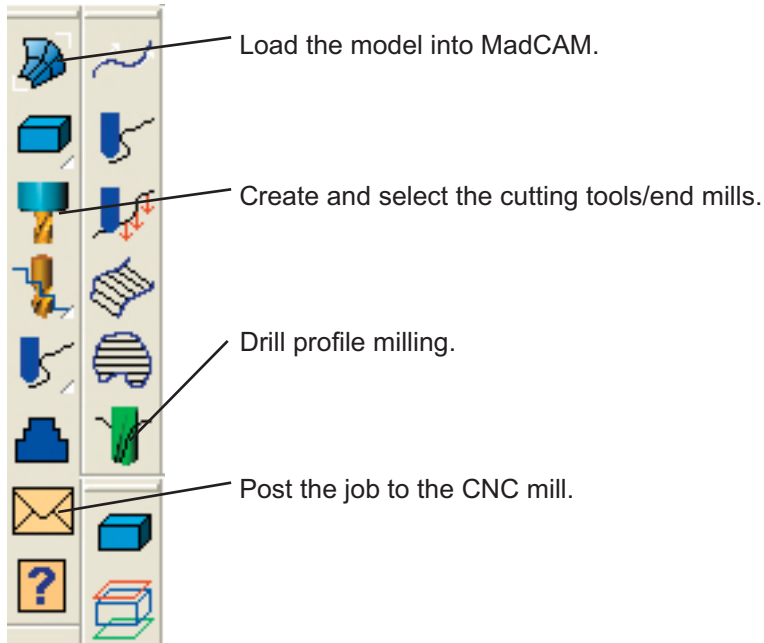 Load the model into MadCAM.
Create and select the cutting tools/end mills.
Drill profile milling.
Post the job to the CNC mill.
?